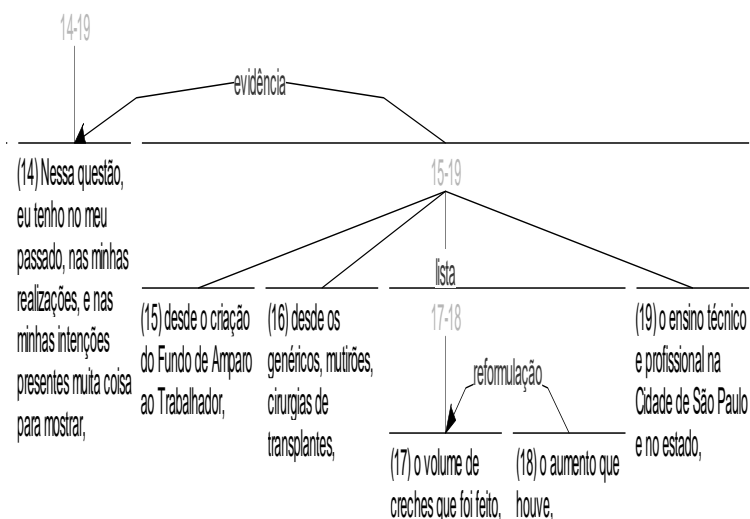 14-19
evidência
(14) Nessa questão,
eu tenho no meu
passado, nas minhas
realizações, e nas
minhas intenções
presentes muita coisa
para mostrar,
15-19
lista
(15) desde o criação
do Fundo de Amparo
ao Trabalhador,
(16) desde os
genéricos, mutirões,
cirurgias de
transplantes,
17-18
reformulação
(17) o volume de
creches que foi feito,
(18) o aumento que
houve,
(19) o ensino técnico
e profissional na
Cidade de São Paulo
e no estado,